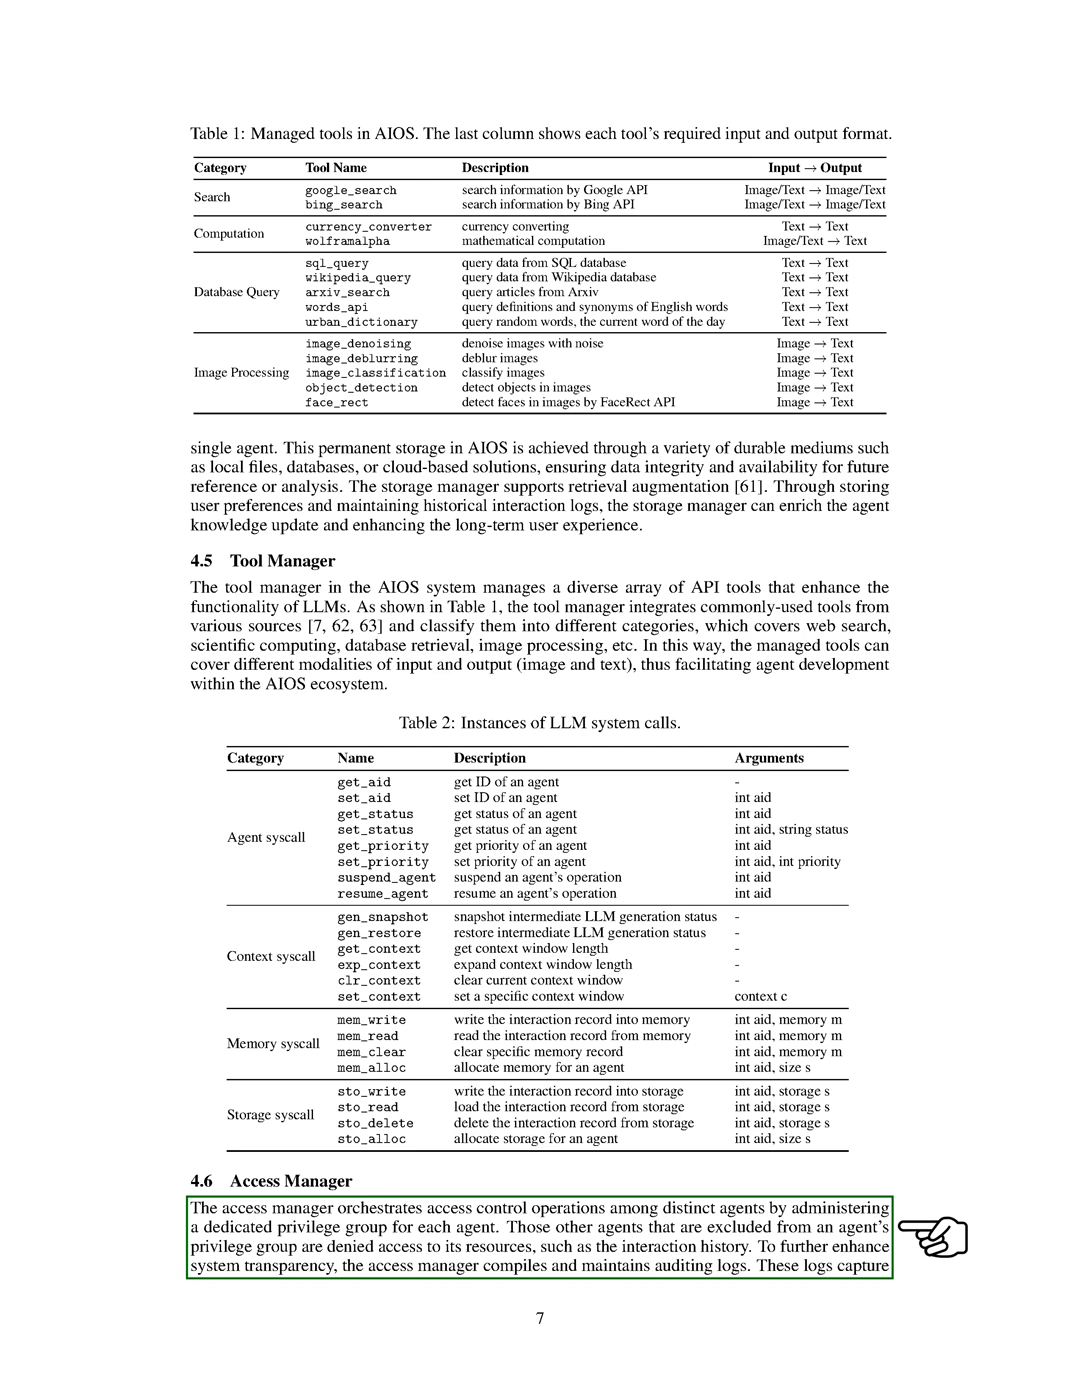 Table 1: Managed tools in AIOS. The last column shows each tool's required input and output format.
Category Tool Name Description Input → Output
Search
google_search search information by Google API Image/Text → Image/Text
bing_search search information by Bing API Image/Text → Image/Text
Computation
currency_converter currency converting Text → Text
wolframalpha mathematical computation Image/Text → Text
Database Query
sql_query query data from SQL database Text → Text
wikipedia_query query data from Wikipedia database Text → Text
arxiv_search query articles from Arxiv Text → Text
words_api query definitions and synonyms of English words Text → Text
urban_dictionary query random words, the current word of the day Text → Text
Image Processing
image_denoising denoise images with noise Image → Text
image_deblurring deblur images Image → Text
image_classification classify images Image → Text
object_detection detect objects in images Image → Text
face_rect detect faces in images by FaceRect API Image → Text
single agent. This permanent storage in AIOS is achieved through a variety of durable mediums such
as local files, databases, or cloud-based solutions, ensuring data integrity and availability for future
reference or analysis. The storage manager supports retrieval augmentation [61]. Through storing
user preferences and maintaining historical interaction logs, the storage manager can enrich the agent
knowledge update and enhancing the long-term user experience.
4.5 Tool Manager
The tool manager in the AIOS system manages a diverse array of API tools that enhance the
functionality of LLMs. As shown in Table 1, the tool manager integrates commonly-used tools from
various sources [7, 62, 63] and classify them into different categories, which covers web search,
scientific computing, database retrieval, image processing, etc. In this way, the managed tools can
cover different modalities of input and output (image and text), thus facilitating agent development
within the AIOS ecosystem.
Table 2: Instances of LLM system calls.
Category Name Description Arguments
Agent syscall
get_aid get ID of an agent -
set_aid set ID of an agent int aid
get_status get status of an agent int aid
set_status get status of an agent int aid, string status
get_priority get priority of an agent int aid
set_priority set priority of an agent int aid, int priority
suspend_agent suspend an agent's operation int aid
resume_agent resume an agent's operation int aid
Context syscall
gen_snapshot snapshot intermediate LLM generation status -
gen_restore restore intermediate LLM generation status -
get_context get context window length -
exp_context expand context window length -
clr_context clear current context window -
set_context set a specific context window context c
Memory syscall
mem_write write the interaction record into memory int aid, memory m
mem_read read the interaction record from memory int aid, memory m
mem_clear clear specific memory record int aid, memory m
mem_alloc allocate memory for an agent int aid, size s
Storage syscall
sto_write write the interaction record into storage int aid, storage s
sto_read load the interaction record from storage int aid, storage s
sto_delete delete the interaction record from storage int aid, storage s
sto_alloc allocate storage for an agent int aid, size s
4.6 Access Manager
The access manager orchestrates access control operations among distinct agents by administering
a dedicated privilege group for each agent. Those other agents that are excluded from an agent's
privilege group are denied access to its resources, such as the interaction history. To further enhance
system transparency, the access manager compiles and maintains auditing logs. These logs capture
7